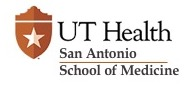 UT Health
San Antonio
School of Medicine